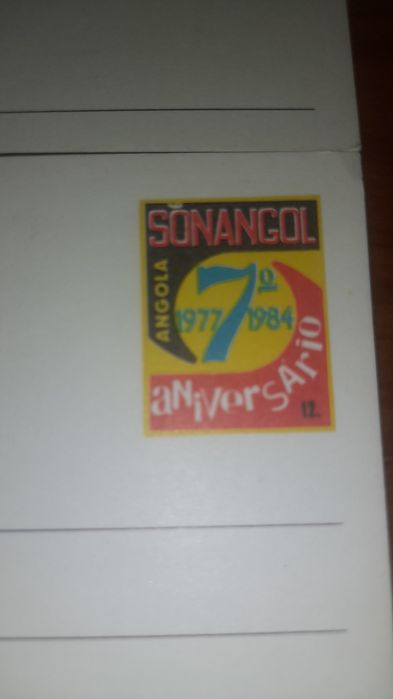 SONANGOL
ANGOLA
7º
1977 1984
aniversário
12.